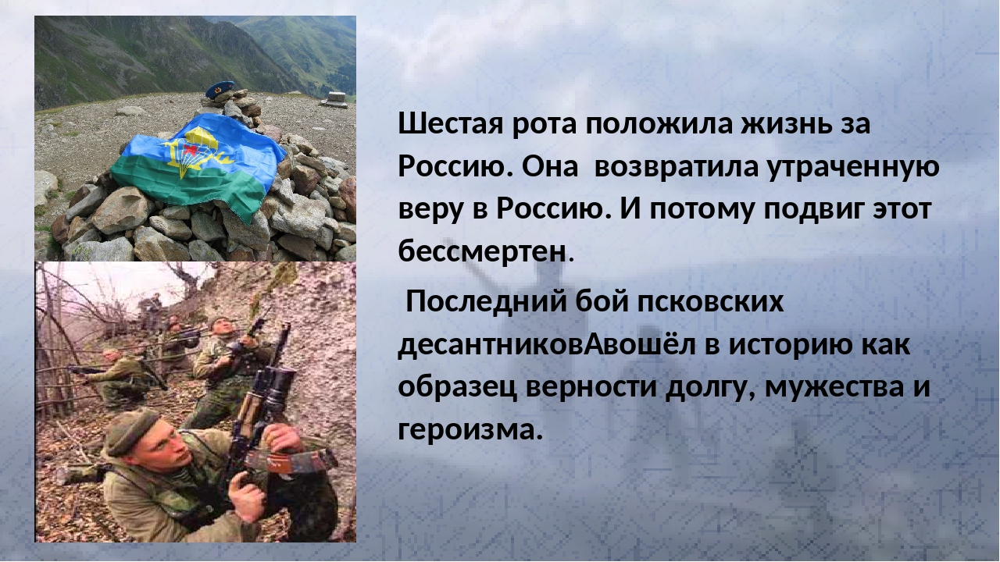 Шестая рота положила жизнь за
Россию. Она  возвратила утраченную
веру в Россию. И потому подвиг этот
бессмертен.
Последний бой псковских
десантниковАвошёл в историю как
образец верности долгу, мужества и
героизма.